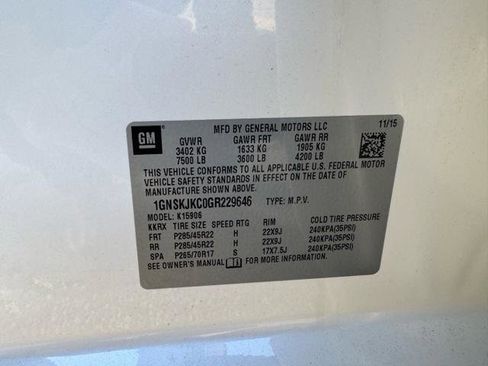 GM
MFD BY GENERAL MOTORS LLC
11/15
GVWR GAWR FRT GAWR RR
3402 KG 1633 KG 1905 KG
7500 LB 3600 LB 4200 LB
THIS VEHICLE CONFORMS TO ALL APPLICABLE U.S. FEDERAL MOTOR
VEHICLE SAFETY STANDARDS IN EFFECT ON THE DATE OF
MANUFACTURE SHOWN ABOVE.
1GNSKJKC0GR229646 TYPE: M.P.V.
MODEL: K15906
KKRX TIRE SIZE SPEED RTG RIM COLD TIRE PRESSURE
FRT P285/45R22 H 22X9J 240KPA(35PSI)
RR P285/45R22 H 22X9J 240KPA(35PSI)
SPA P265/70R17 S 17X7.5J 240KPA(35PSI)
SEE OWNER'S MANUAL FOR MORE INFORMATION.